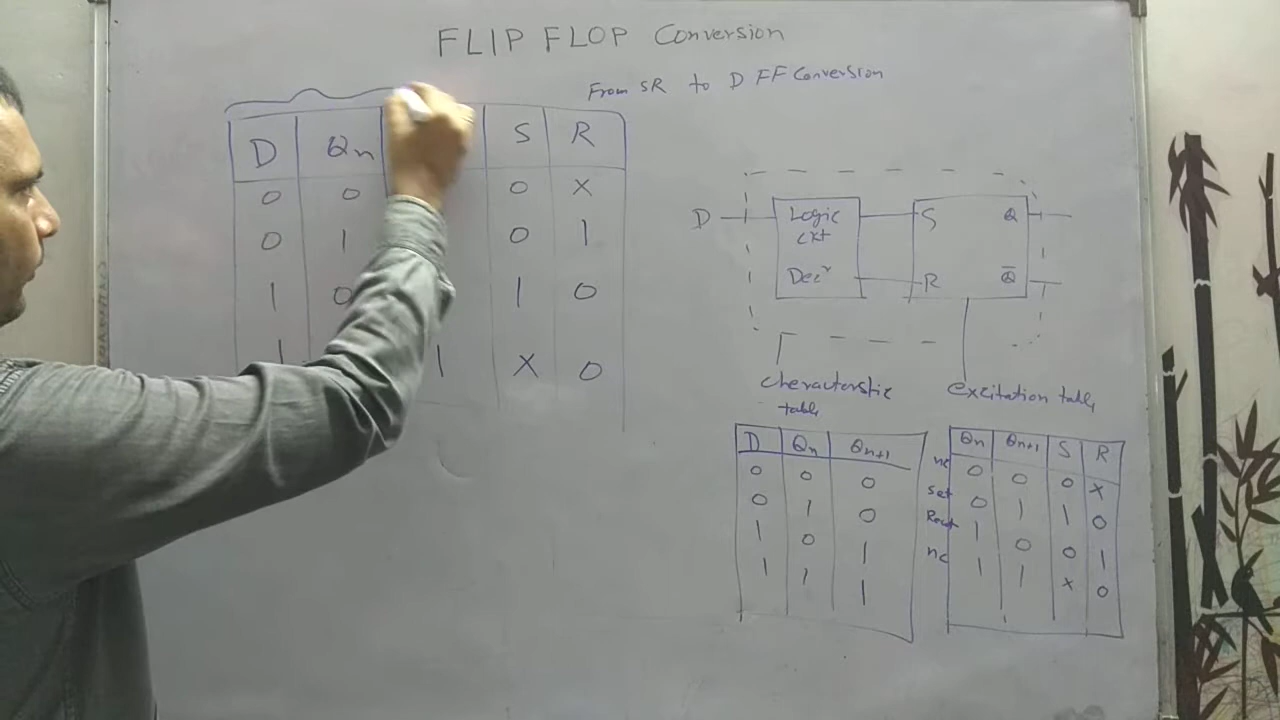 FLIP FLOP Conversion
From SR to D FF Conversion
D Qn S R
0 0 0 X
0 1 0 1
1 0 1 0
1 1 X 0
D Logic S Q
ckt
R Q̅
Cheractorstic
table
excitation table
D Qn Qn+1
0 0 0
0 1 0
1 0 1
1 1 1
Qn Qn+1 S R
nc 0 0 0 X
Set 0 1 1 0
1 0 0 1
nc 1 1 X 0